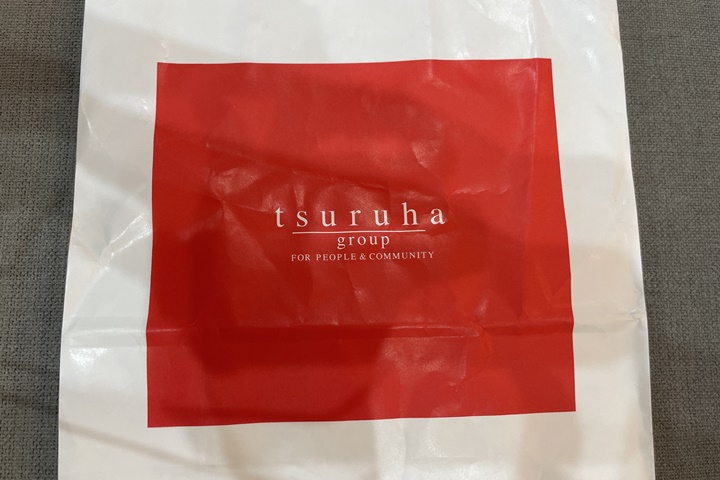 tsuruha
group
FOR PEOPLE & COMMUNITY